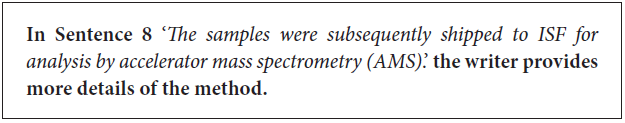 In Sentence 8 ‘The samples were subsequently shipped to ISF for
analysis by accelerator mass spectrometry (AMS).’ the writer provides
more details of the method.